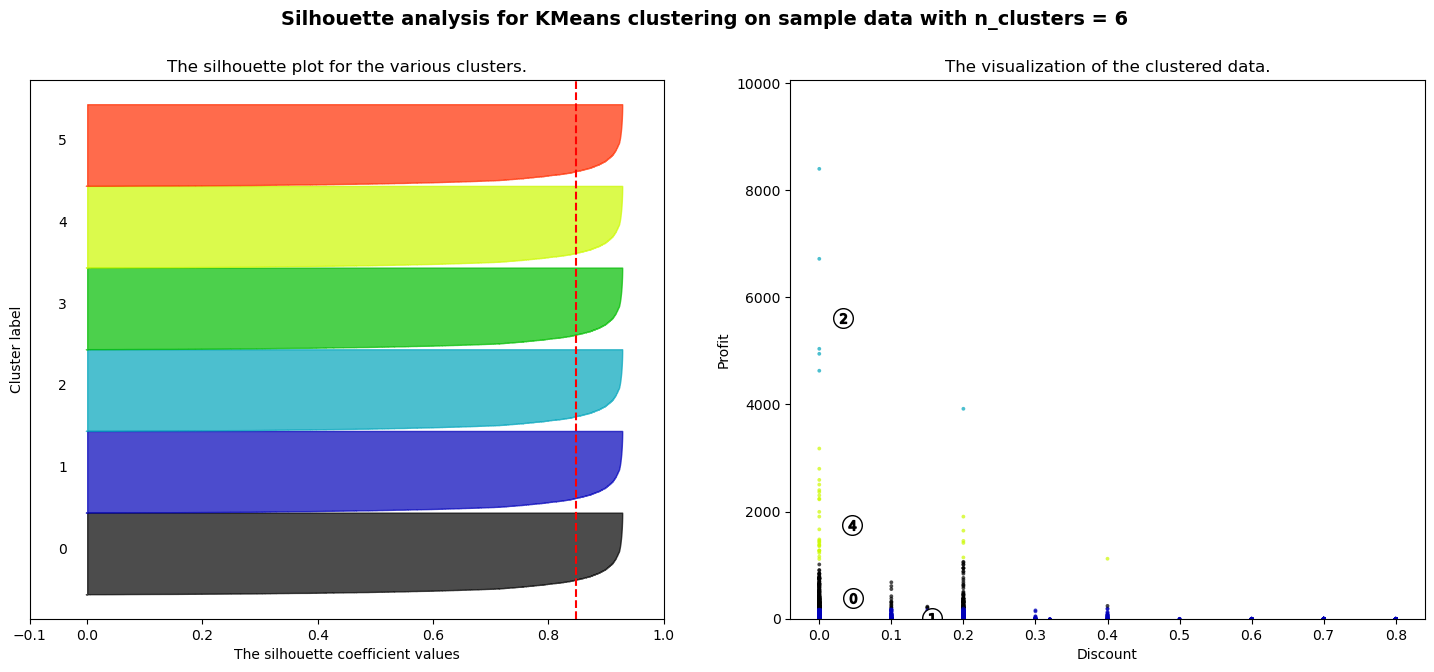 Silhouette analysis for KMeans clustering on sample data with n_clusters = 6
The silhouette plot for the various clusters.
5
4
3
2
1
0
Cluster label
−0.1 0.0 0.2 0.4 0.6 0.8 1.0
The silhouette coefficient values
The visualization of the clustered data.
10000
8000
6000
4000
2000
0
Profit
2
4
0
1
0.0 0.1 0.2 0.3 0.4 0.5 0.6 0.7 0.8
Discount